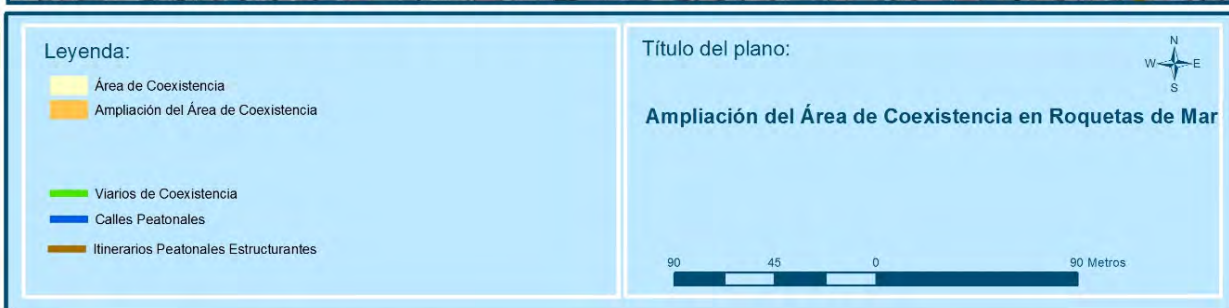 Leyenda:
Área de Coexistencia
Ampliación del Área de Coexistencia
Viarios de Coexistencia
Calles Peatonales
Itinerarios Peatonales Estructurantes
Título del plano:
N
W E
S
Ampliación del Área de Coexistencia en Roquetas de Mar
90 45 0 90 Metros